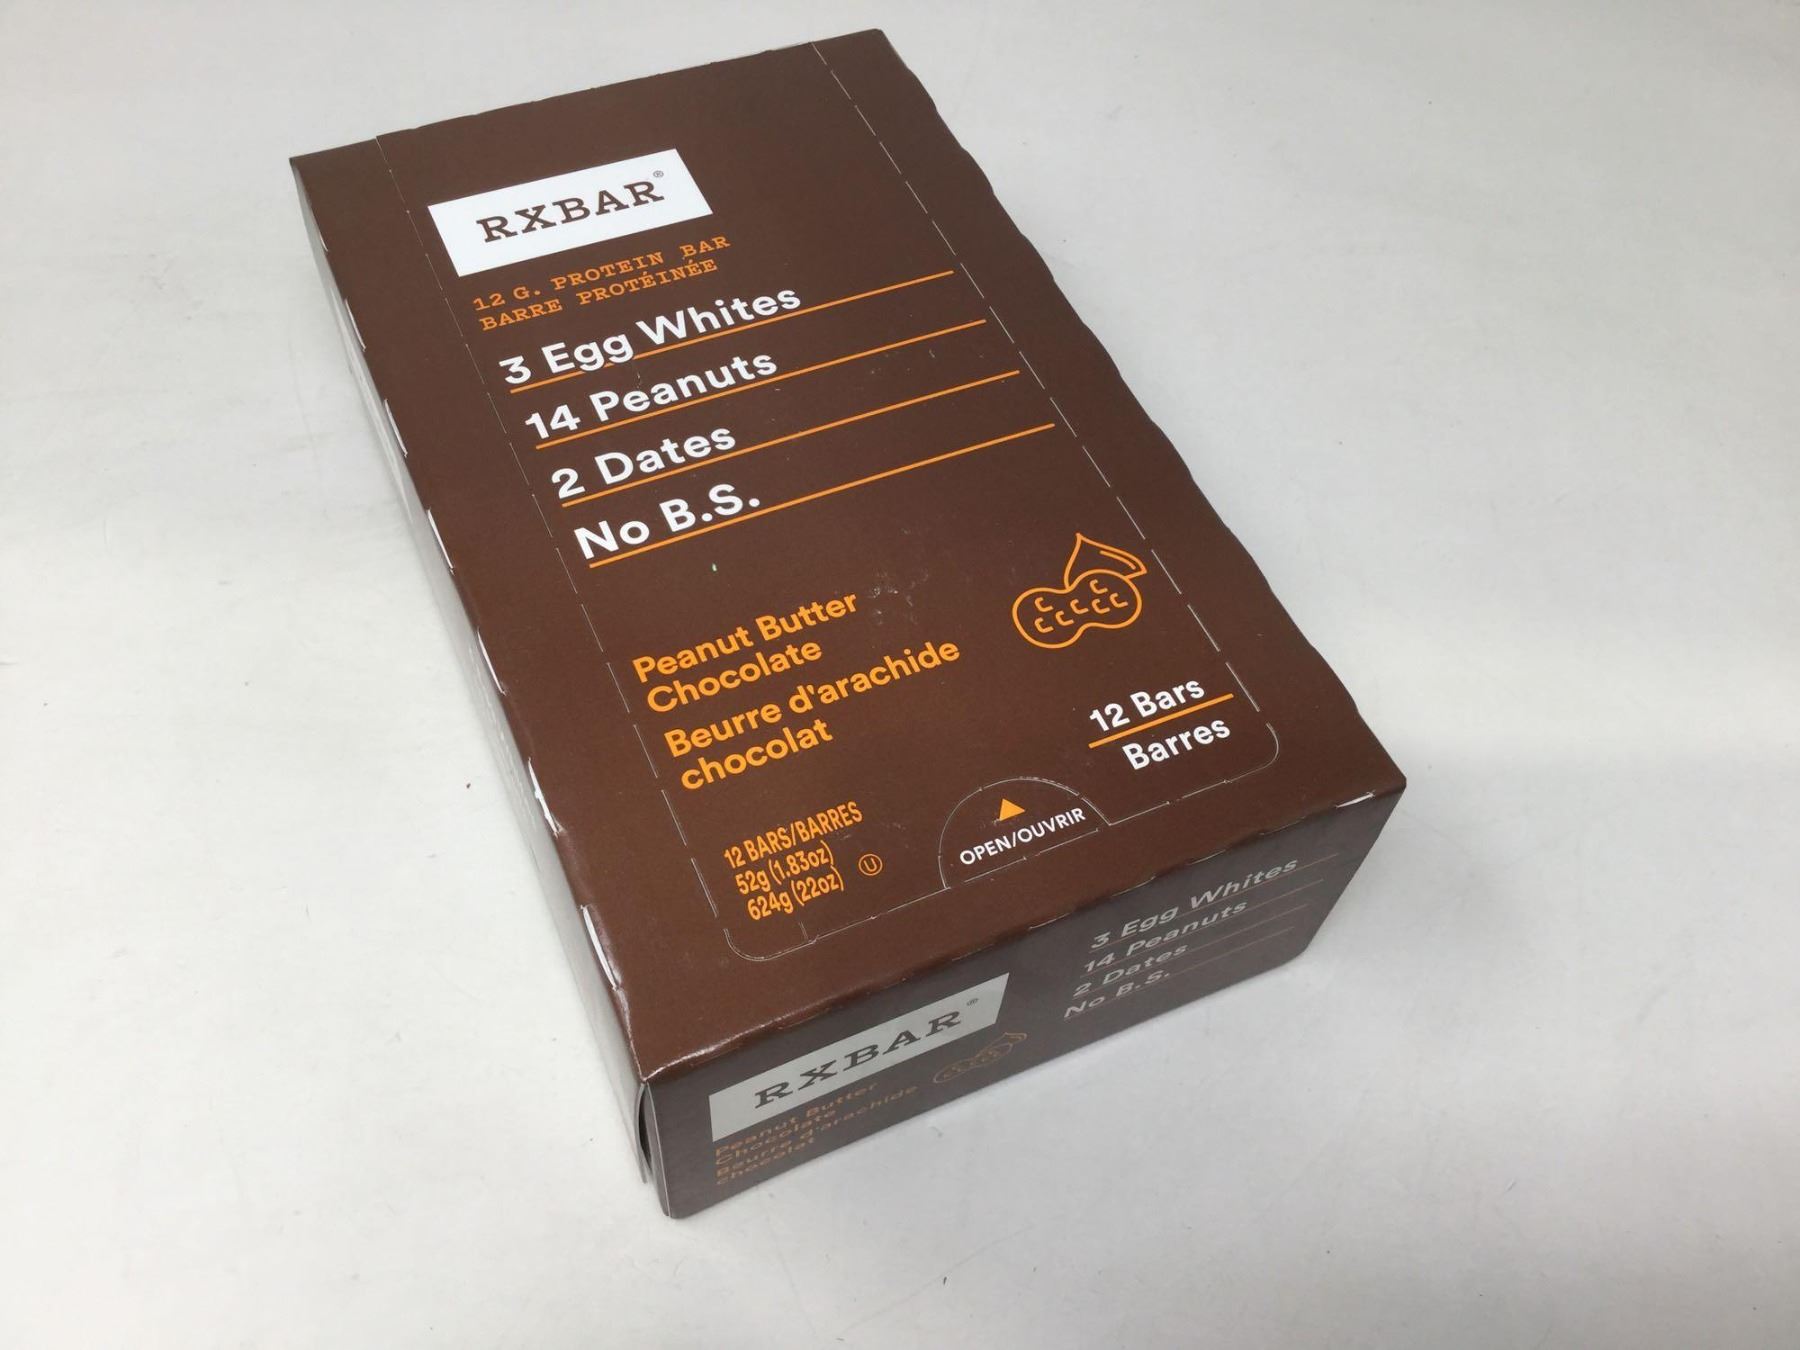 RXBAR®
12 G. PROTEIN BAR
BARRE PROTÉINÉE
3 Egg Whites
14 Peanuts
2 Dates
No B.S.
Peanut Butter
Chocolate
Beurre d'arachide
chocolat
12 Bars
Barres
12 BARS/BARRES
52g (1.83oz)
624g (22oz)
U
OPEN/OUVRIR
3 Egg Whites
14 Peanuts
2 Dates
No B.S.
RXBAR®
Peanut Butter
Chocolate
Beurre d'arachide
chocolat